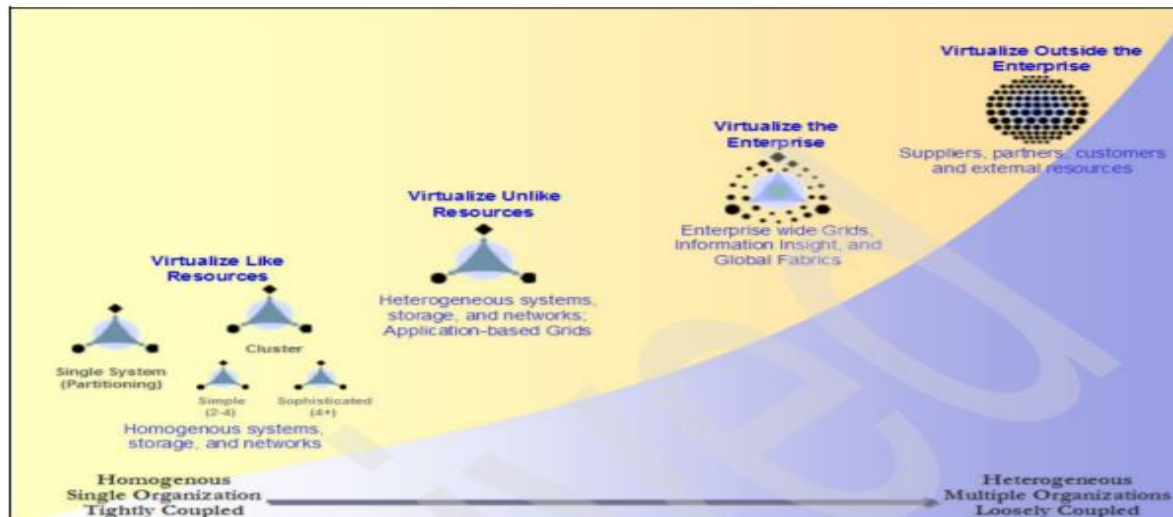 Virtualize Outside the
Enterprise
Suppliers, partners, customers
and external resources
Virtualize the
Enterprise
Enterprise wide Grids,
Information Insight, and
Global Fabrics
Virtualize Unlike
Resources
Heterogeneous systems,
storage, and networks;
Application-based Grids
Virtualize Like
Resources
Single System
(Partitioning)
Cluster
Simple
(2-4)
Sophisticated
(4+)
Homogenous systems,
storage, and networks
Homogenous
Single Organization
Tightly Coupled
Heterogeneous
Multiple Organizations
Loosely Coupled